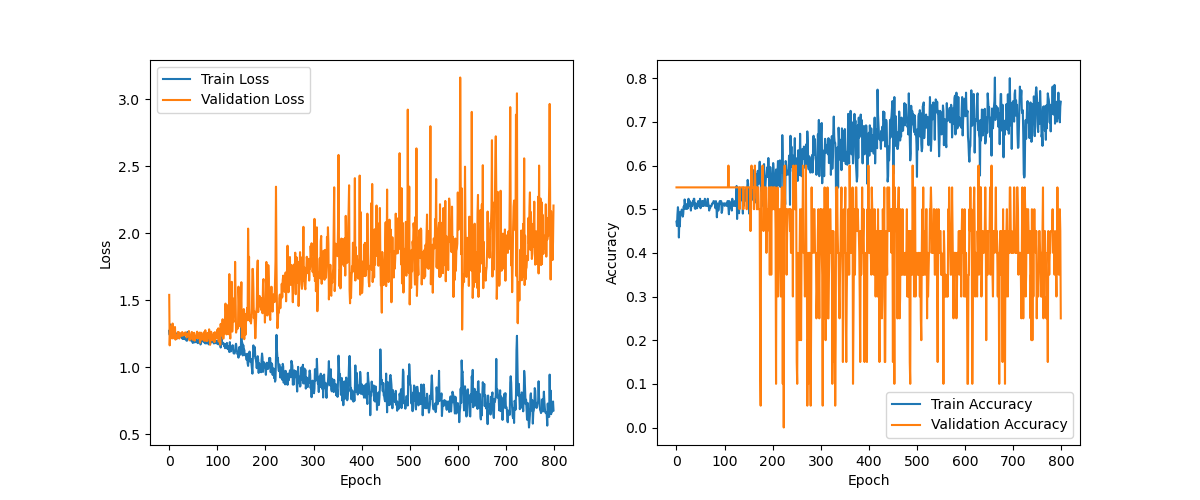 Train Loss
Validation Loss
3.0
2.5
2.0
1.5
1.0
0.5
Loss
0 100 200 300 400 500 600 700 800
Epoch
0.8
0.7
0.6
0.5
0.4
0.3
0.2
0.1
0.0
Accuracy
Train Accuracy
Validation Accuracy
0 100 200 300 400 500 600 700 800
Epoch